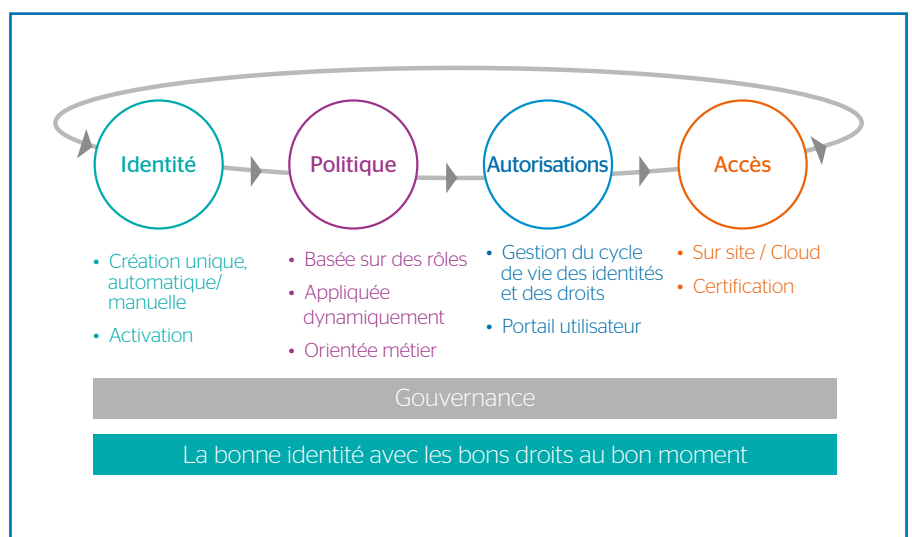 Identité
Politique
Autorisations
Accès
• Création unique,
automatique/
manuelle
• Activation
• Basée sur des rôles
• Appliquée
dynamiquement
• Orientée métier
• Gestion du cycle
de vie des identités
et des droits
• Portail utilisateur
• Sur site / Cloud
• Certification
Gouvernance
La bonne identité avec les bons droits au bon moment